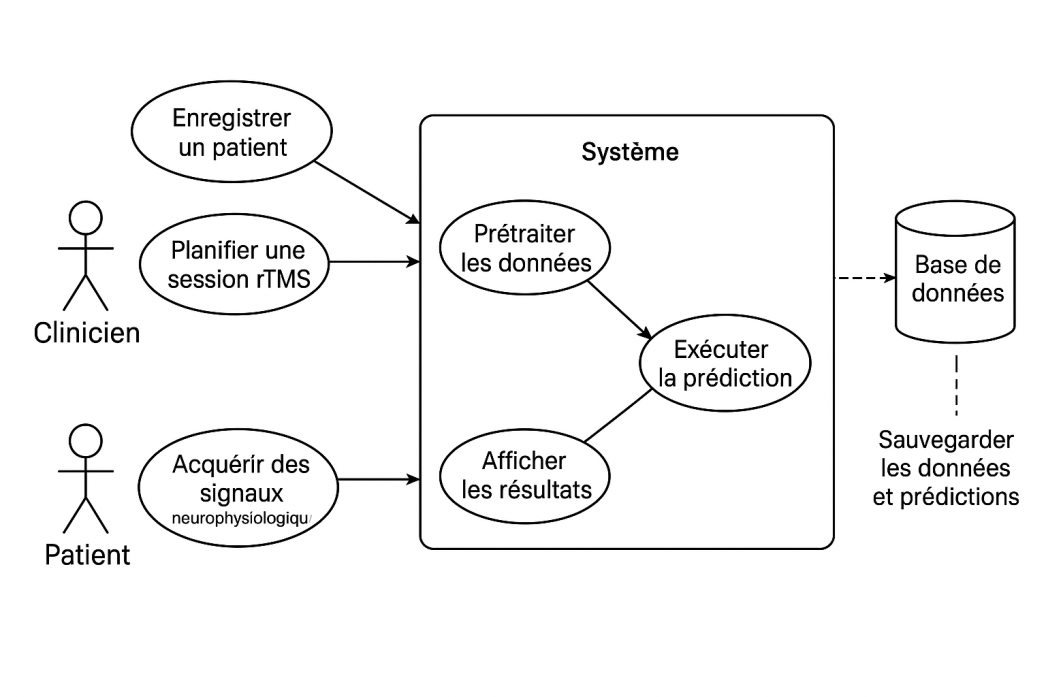 Enregistrer
un patient
Système
Planifier une
session rTMS
Clinicien
Prétraiter
les données
Base de
données
Exécuter
la prédiction
Acquérír des
signaux
neurophysiologiqu
Patient
Afficher
les résultats
Sauvegarder
les données
et prédictions